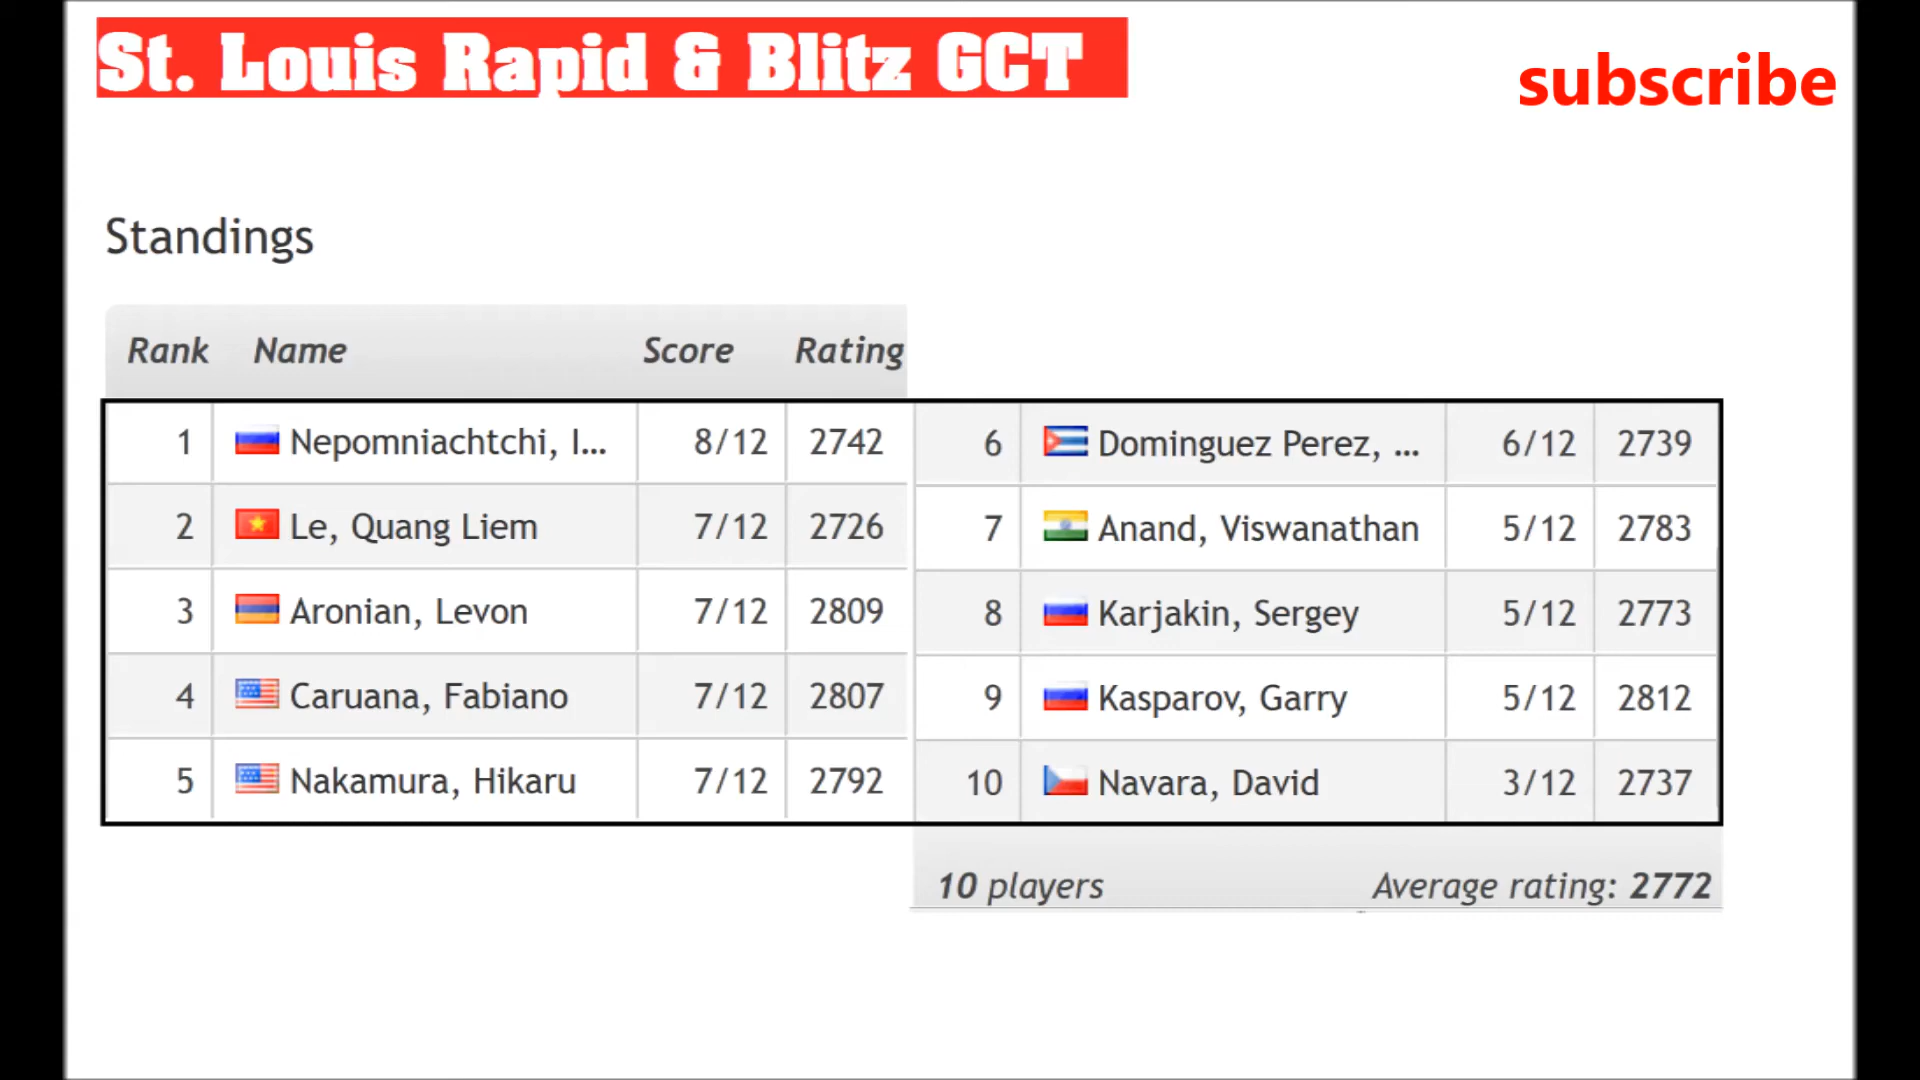 St. Louis Rapid & Blitz GCT
subscribe
Standings
Rank Name Score Rating
1 Nepomniachtchi, I... 8/12 2742
2 Le, Quang Liem 7/12 2726
3 Aronian, Levon 7/12 2809
4 Caruana, Fabiano 7/12 2807
5 Nakamura, Hikaru 7/12 2792
6 Dominguez Perez, ... 6/12 2739
7 Anand, Viswanathan 5/12 2783
8 Karjakin, Sergey 5/12 2773
9 Kasparov, Garry 5/12 2812
10 Navara, David 3/12 2737
10 players Average rating: 2772